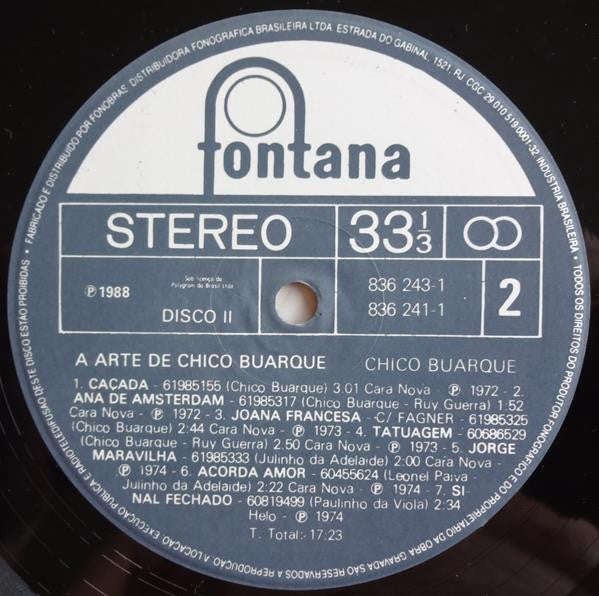 • FABRICADO E DISTRIBUÍDO POR FONOBRAS. DISTRIBUIDORA FONOGRAFICA BRASILEIRA LTDA. ESTRADA DO GABINAL, 1521, RJ CGC 29 010 519 0001-32. INDUSTRIA BRASILEIRA. • TODOS OS DIREITOS DO PRODUTOR FONOGRÁFICO E DO PROPRIETÁRIO DA OBRA GRAVADA SÃO RESERVADOS A REPRODUÇÃO, A LOCAÇÃO, EXECUÇÃO PÚBLICA E RADIOTELEDIFUSÃO DESTE DISCO ESTÃO PROIBIDAS
fontana
STEREO 33 1/3
℗ 1988
Sob licença da
Polygram do Brasil Ltda
DISCO II
836 243-1
836 241-1
2
A ARTE DE CHICO BUARQUE CHICO BUARQUE
1. CAÇADA - 61985155 (Chico Buarque) 3.01 Cara Nova - ℗ 1972 - 2.
ANA DE AMSTERDAM - 61985317 (Chico Buarque - Ruy Guerra) 1:52
Cara Nova - ℗ 1972 - 3. JOANA FRANCESA -C/ FAGNER - 61985325
(Chico Buarque) 2:44 Cara Nova - ℗ 1973 - 4. TATUAGEM - 60686529
(Chico Buarque - Ruy Guerra) 2:50 Cara Nova - ℗ 1973 - 5. JORGE
MARAVILHA - 61985333 (Julinho da Adelaide) 2:00 Cara Nova -
℗ 1974 - 6. ACORDA AMOR - 60455624 (Leonel Paiva -
Julinho da Adelaide) 2:22 Cara Nova - ℗ 1974 - 7. SI
NAL FECHADO - 60819499 (Paulinho da Viola) 2:34
Helo - ℗ 1974
T. Total:- 17:23